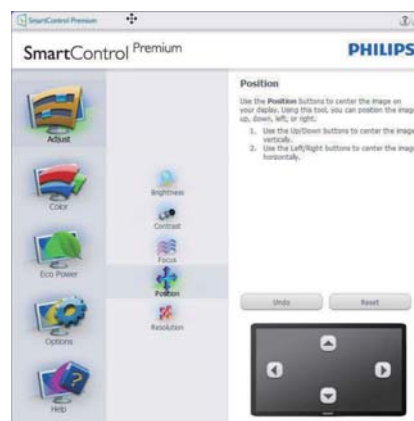 SmartControl Premium
SmartControl Premium
PHILIPS
Adjust
Color
Eco Power
Options
Help
Brightness
Contrast
Focus
Position
Resolution
Position
Use the Position buttons to center the image on
your display. Using this tool, you can position the image
up, down, left, or right.
1. Use the Up/Down buttons to center the image
vertically.
2. Use the Left/Right buttons to center the image
horizontally.
Undo
Reset